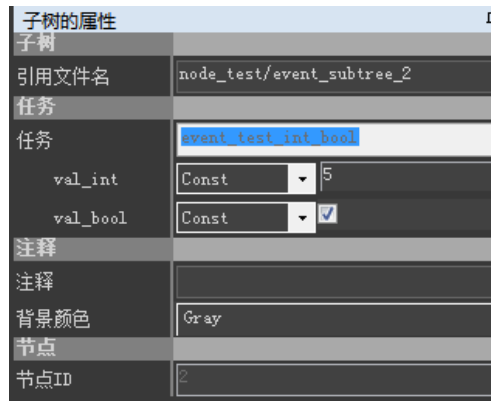 子树的属性
子树
引用文件名 node_test/event_subtree_2
任务
任务 event_test_int_bool
val_int Const 5
val_bool Const
注释
注释
背景颜色 Gray
节点
节点ID 2